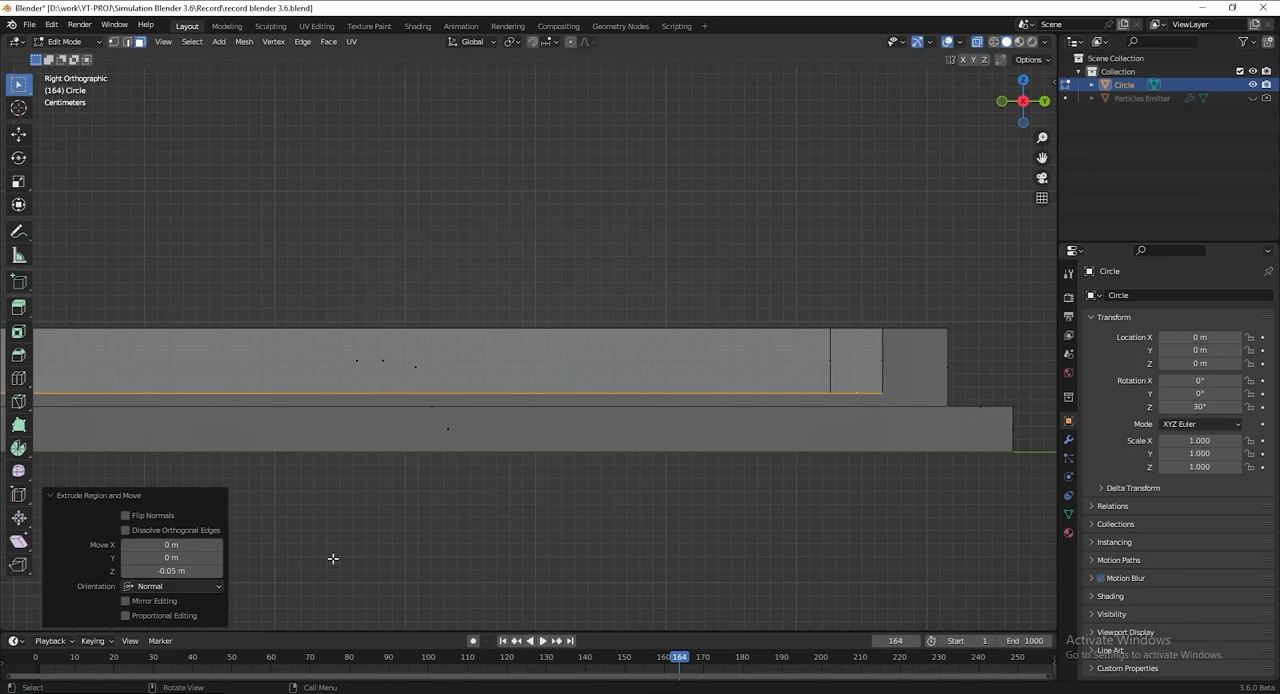 Blender* [D:\work\YT-PROJ\Simulation Blender 3.6\Record\record blender 3.6.blend]
File Edit Render Window Help Layout Modeling Sculpting UV Editing Texture Paint Shading Animation Rendering Compositing Geometry Nodes Scripting + Scene ViewLayer
Edit Mode View Select Add Mesh Vertex Edge Face UV Global
X Y Z Options
Right Orthographic
(164) Circle
Centimeters
Z
X
Y
Scene Collection
Collection
Circle
Particles Emitter
Circle
Circle
Transform
Location X 0 m
Y 0 m
Z 0 m
Rotation X 0°
Y 0°
Z 30°
Mode XYZ Euler
Scale X 1.000
Y 1.000
Z 1.000
Delta Transform
Relations
Collections
Instancing
Motion Paths
Motion Blur
Shading
Visibility
Viewport Display
Line Art
Custom Properties
Activate Windows
Go to Settings to activate Windows.
Extrude Region and Move
Flip Normals
Dissolve Orthogonal Edges
Move X 0 m
Y 0 m
Z -0.05 m
Orientation Normal
Mirror Editing
Proportional Editing
Playback Keying View Marker 164 Start 1 End 1000
0 10 20 30 40 50 60 70 80 90 100 110 120 130 140 150 164 170 180 190 200 210 220 230 240 250
Select Rotate View Call Menu 3.6.0 Beta